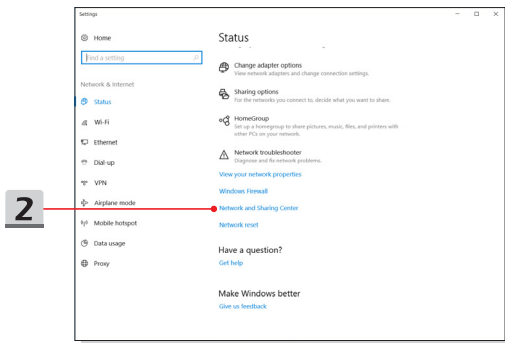 Settings
Home
Find a setting
Network & Internet
Status
Wi-Fi
Ethernet
Dial-up
VPN
Airplane mode
Mobile hotspot
Data usage
Proxy
2
Status
Change adapter options
View network adapters and change connection settings.
Sharing options
For the networks you connect to, decide what you want to share.
HomeGroup
Set up a homegroup to share pictures, music, files, and printers with
other PCs on your network.
Network troubleshooter
Diagnose and fix network problems.
View your network properties
Windows Firewall
Network and Sharing Center
Network reset
Have a question?
Get help
Make Windows better
Give us feedback